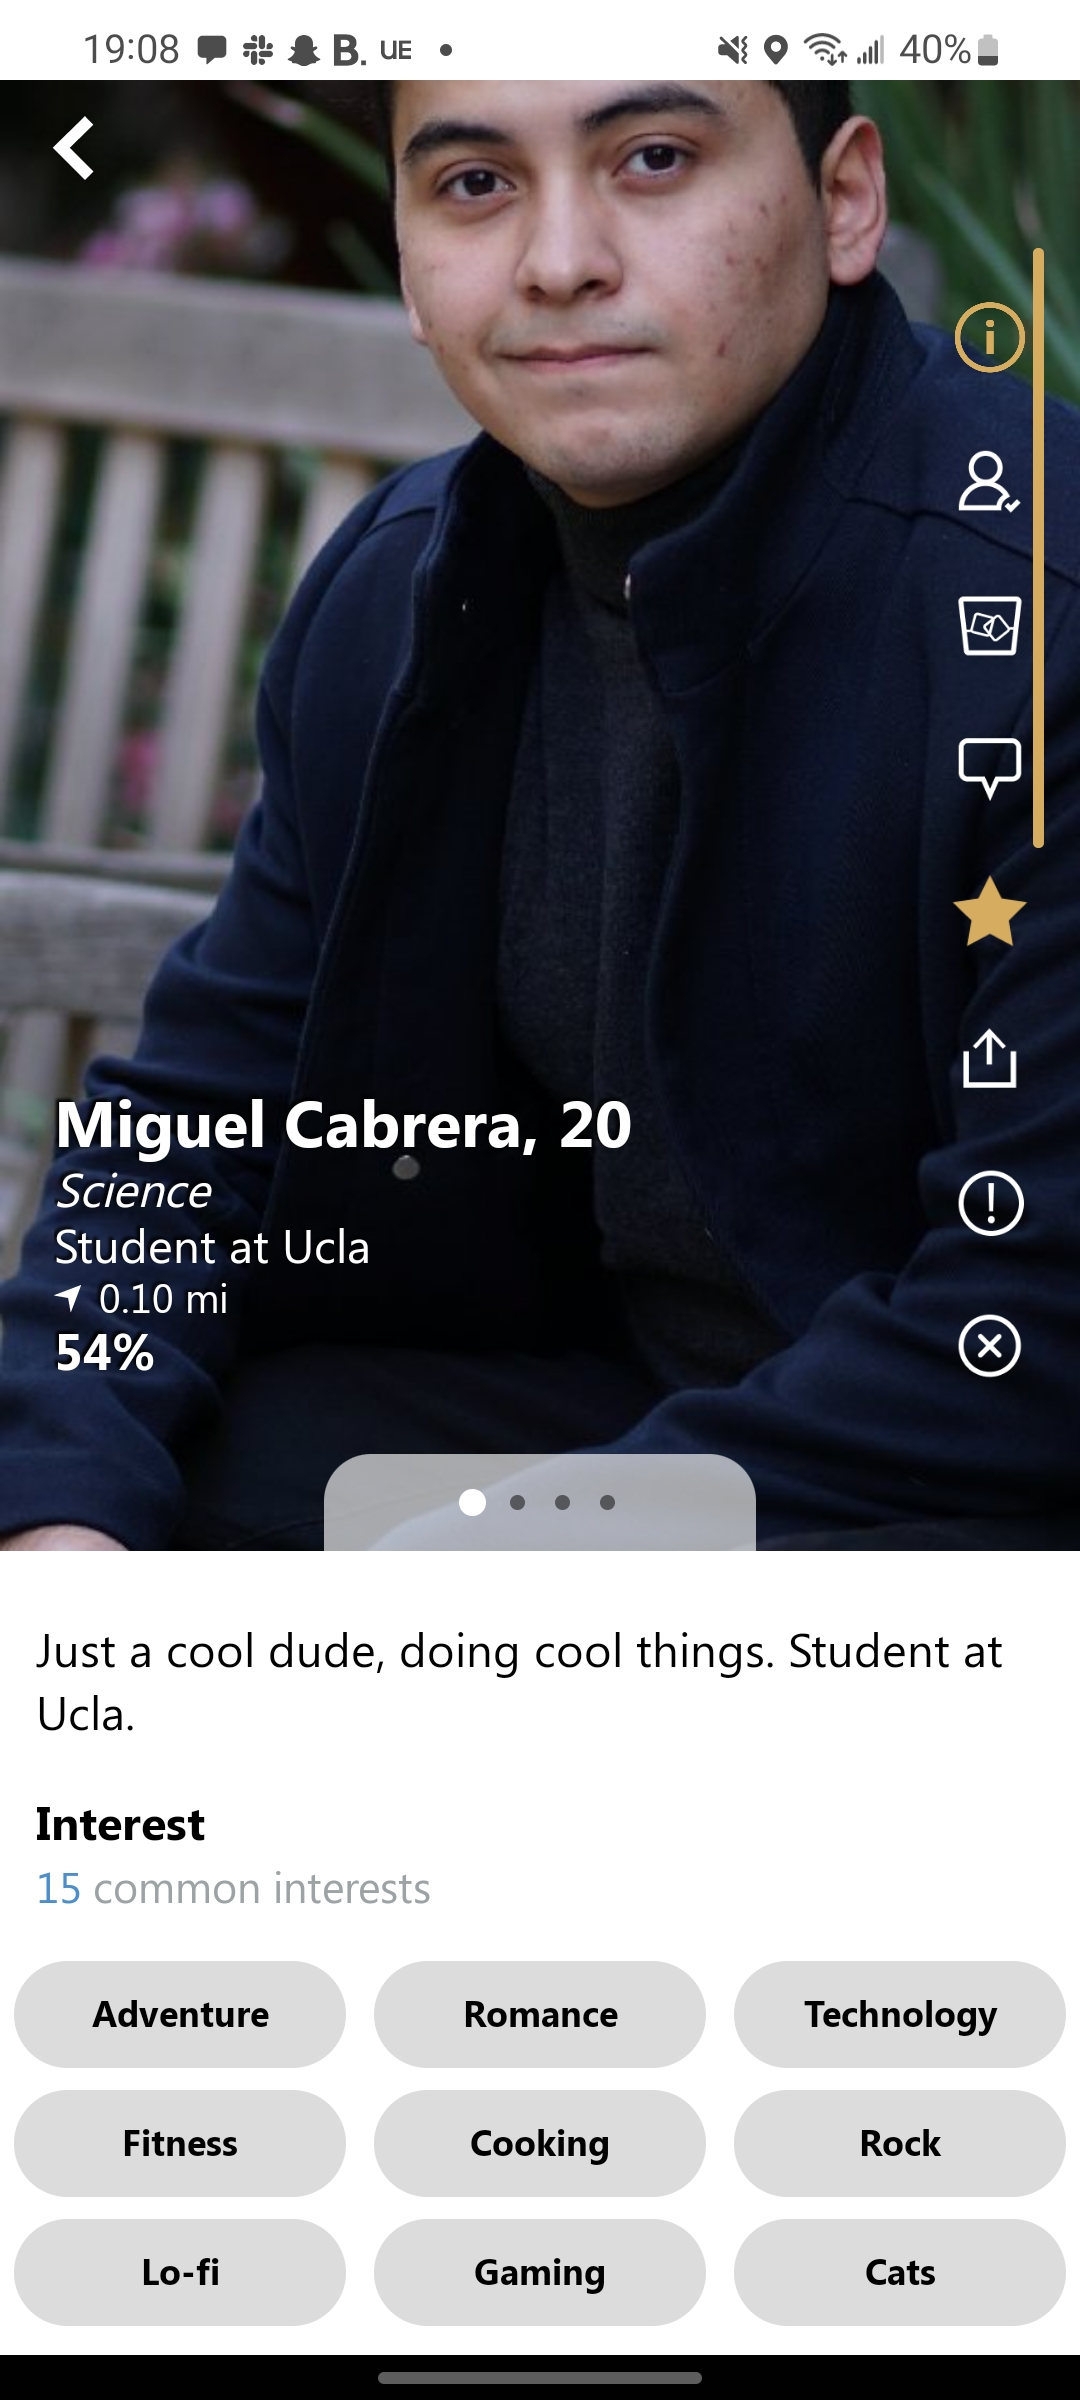 19:08 B. UE 40%
Miguel Cabrera, 20
Science
Student at Ucla
0.10 mi
54%
Just a cool dude, doing cool things. Student at
Ucla.
Interest
15 common interests
Adventure Romance Technology
Fitness Cooking Rock
Lo-fi Gaming Cats